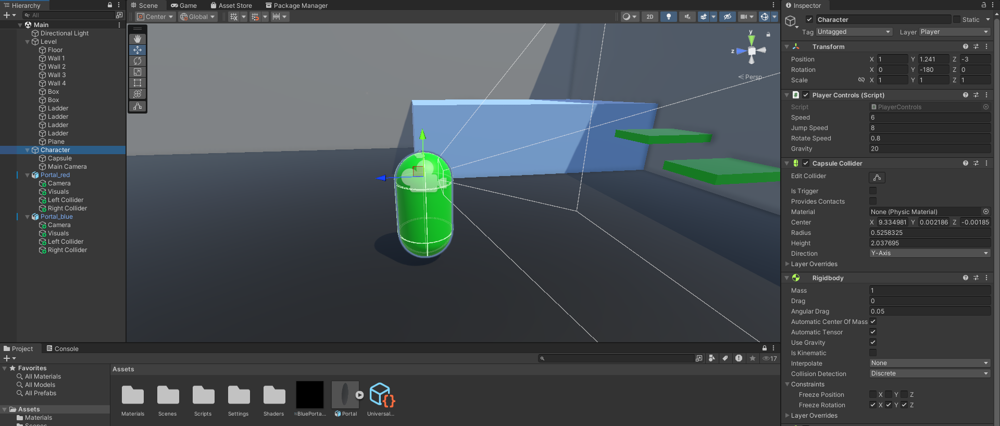 Hierarchy
All
Main
Directional Light
Level
Floor
Wall 1
Wall 2
Wall 3
Wall 4
Box
Box
Ladder
Ladder
Ladder
Ladder
Plane
Character
Capsule
Main Camera
Portal_red
Camera
Visuals
Left Collider
Right Collider
Portal_blue
Camera
Visuals
Left Collider
Right Collider
Scene Game Asset Store Package Manager
Center Global 2D
y
z
Persp
Project Console
17
Favorites
All Materials
All Models
All Prefabs
Assets
Materials
Scenes
Assets
Materials Scenes Scripts Settings Shaders BluePorta... Portal Universal...
Inspector
Character Static
Tag Untagged Layer Player
Transform
Position X 1 Y 1.241 Z -3
Rotation X 0 Y -180 Z 0
Scale X 1 Y 1 Z 1
# Player Controls (Script)
Script # PlayerControls
Speed 6
Jump Speed 8
Rotate Speed 0.8
Gravity 20
Capsule Collider
Edit Collider
Is Trigger
Provides Contacts
Material None (Physic Material)
Center X 9.334981 Y 0.002186 Z -0.00185
Radius 0.5258325
Height 2.037695
Direction Y-Axis
Layer Overrides
Rigidbody
Mass 1
Drag 0
Angular Drag 0.05
Automatic Center Of Mass
Automatic Tensor
Use Gravity
Is Kinematic
Interpolate None
Collision Detection Discrete
Constraints
Freeze Position X Y Z
Freeze Rotation X Y Z
Layer Overrides